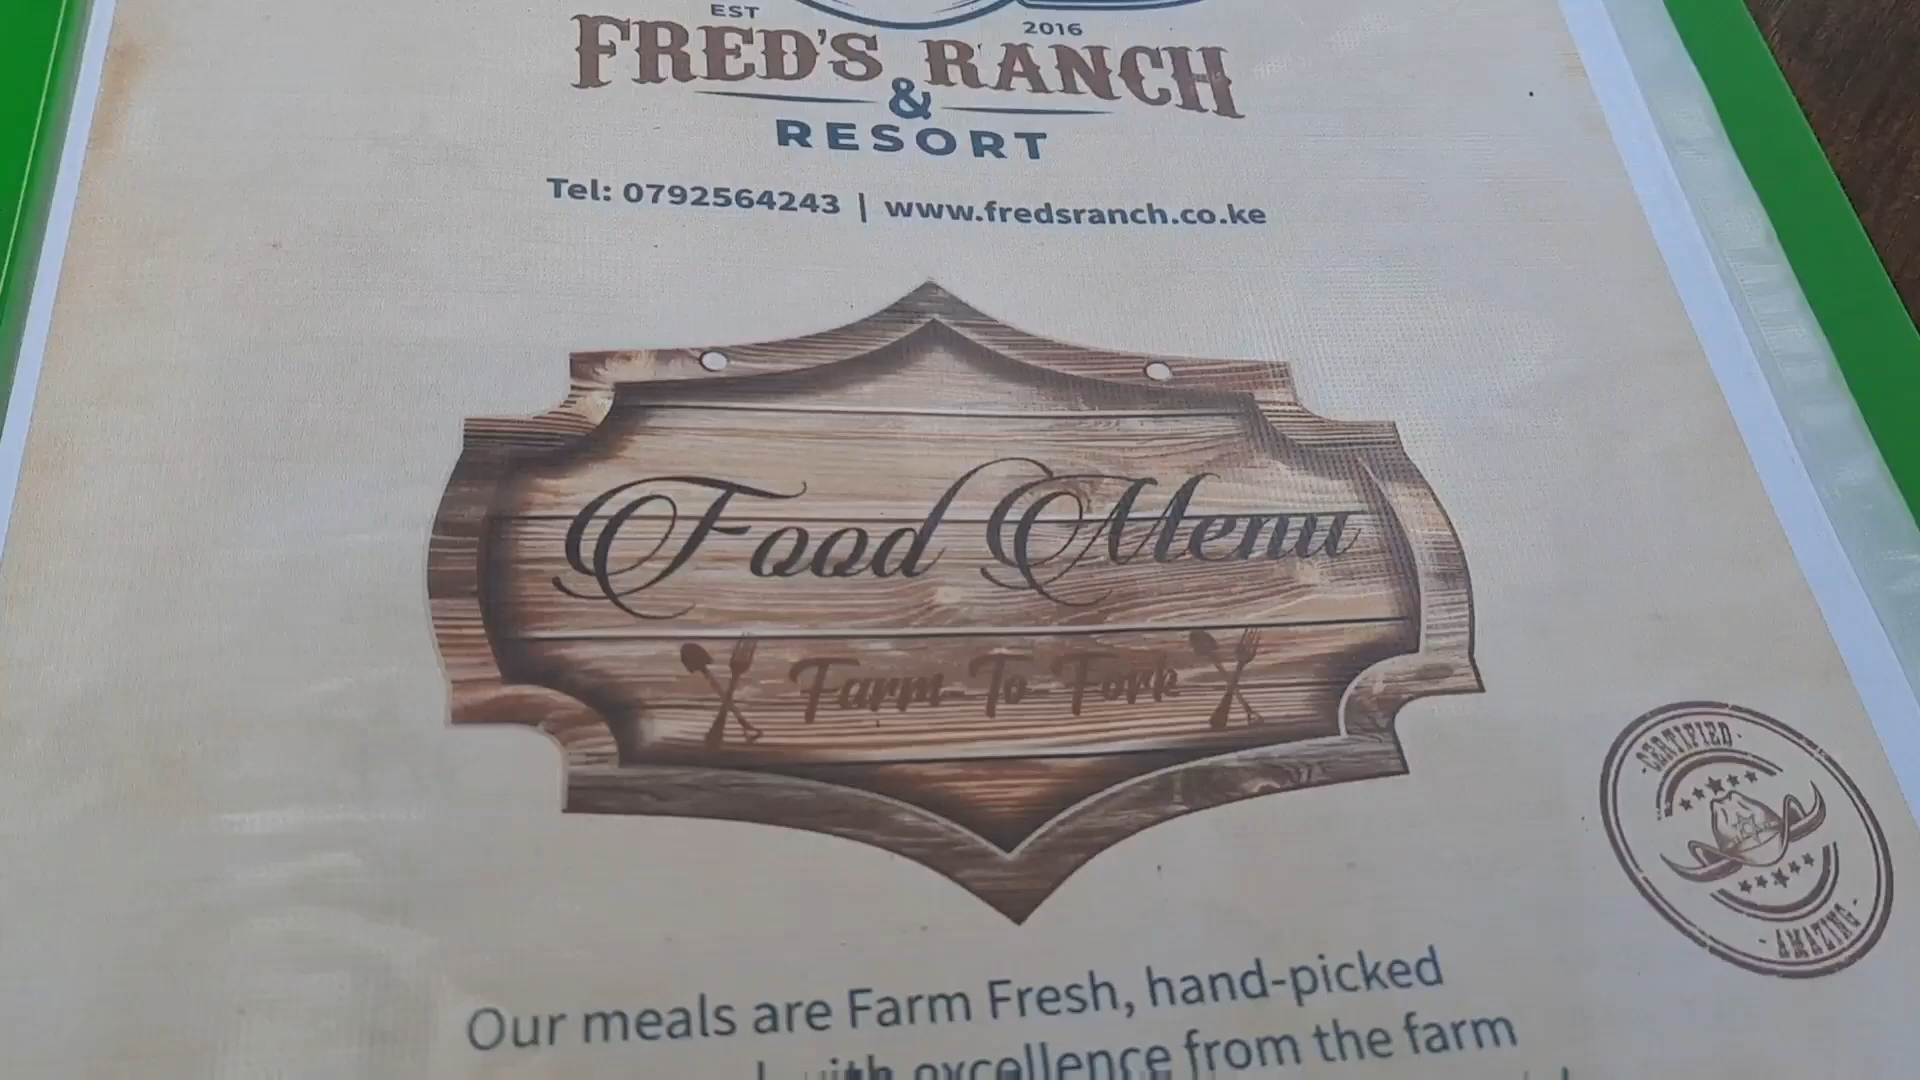 EST 2016
FRED'S RANCH
&
RESORT
Tel: 0792564243 | www.fredsranch.co.ke
Food Menu
Farm To Fork
- CERTIFIED -
- AMAZING -
Our meals are Farm Fresh, hand-picked
with excellence from the farm